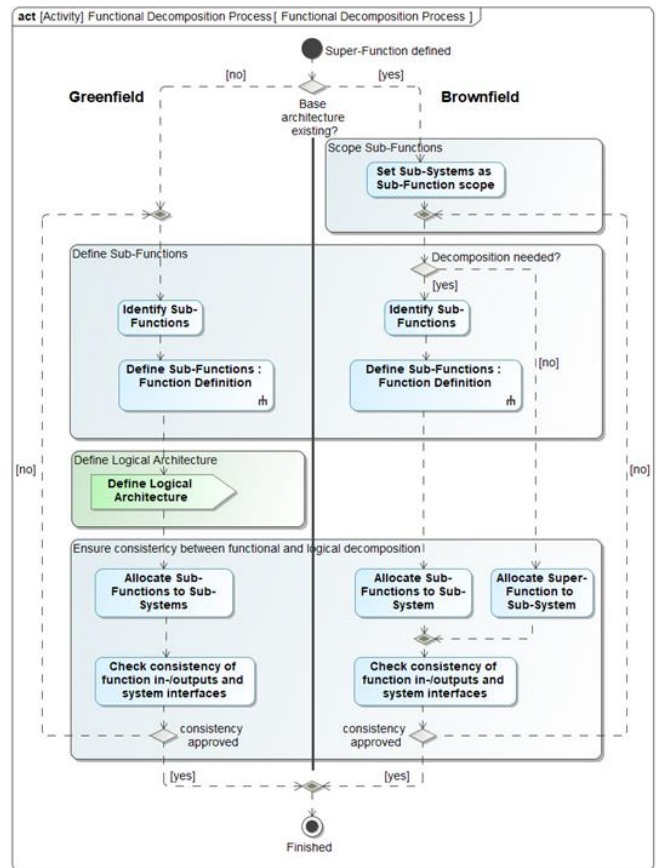 act [Activity] Functional Decomposition Process[ Functional Decomposition Process ]
Super-Function defined
[no]
[yes]
Greenfield
Brownfield
Base
architecture
existing?
Scope Sub-Functions
Set Sub-Systems as
Sub-Function scope
Define Sub-Functions
Decomposition needed?
[yes]
Identify Sub-
Functions
Identify Sub-
Functions
[no]
Define Sub-Functions :
Function Definition
Define Sub-Functions :
Function Definition
Define Logical Architecture
[no]
[no]
Define Logical
Architecture
Ensure consistency between functional and logical decomposition
Allocate Sub-
Functions to Sub-
Systems
Allocate Sub-
Functions to Sub-
System
Allocate Super-
Function to
Sub-System
Check consistency of
function in-/outputs and
system interfaces
Check consistency of
function in-/outputs and
system interfaces
consistency
approved
consistency
approved
[yes]
[yes]
Finished